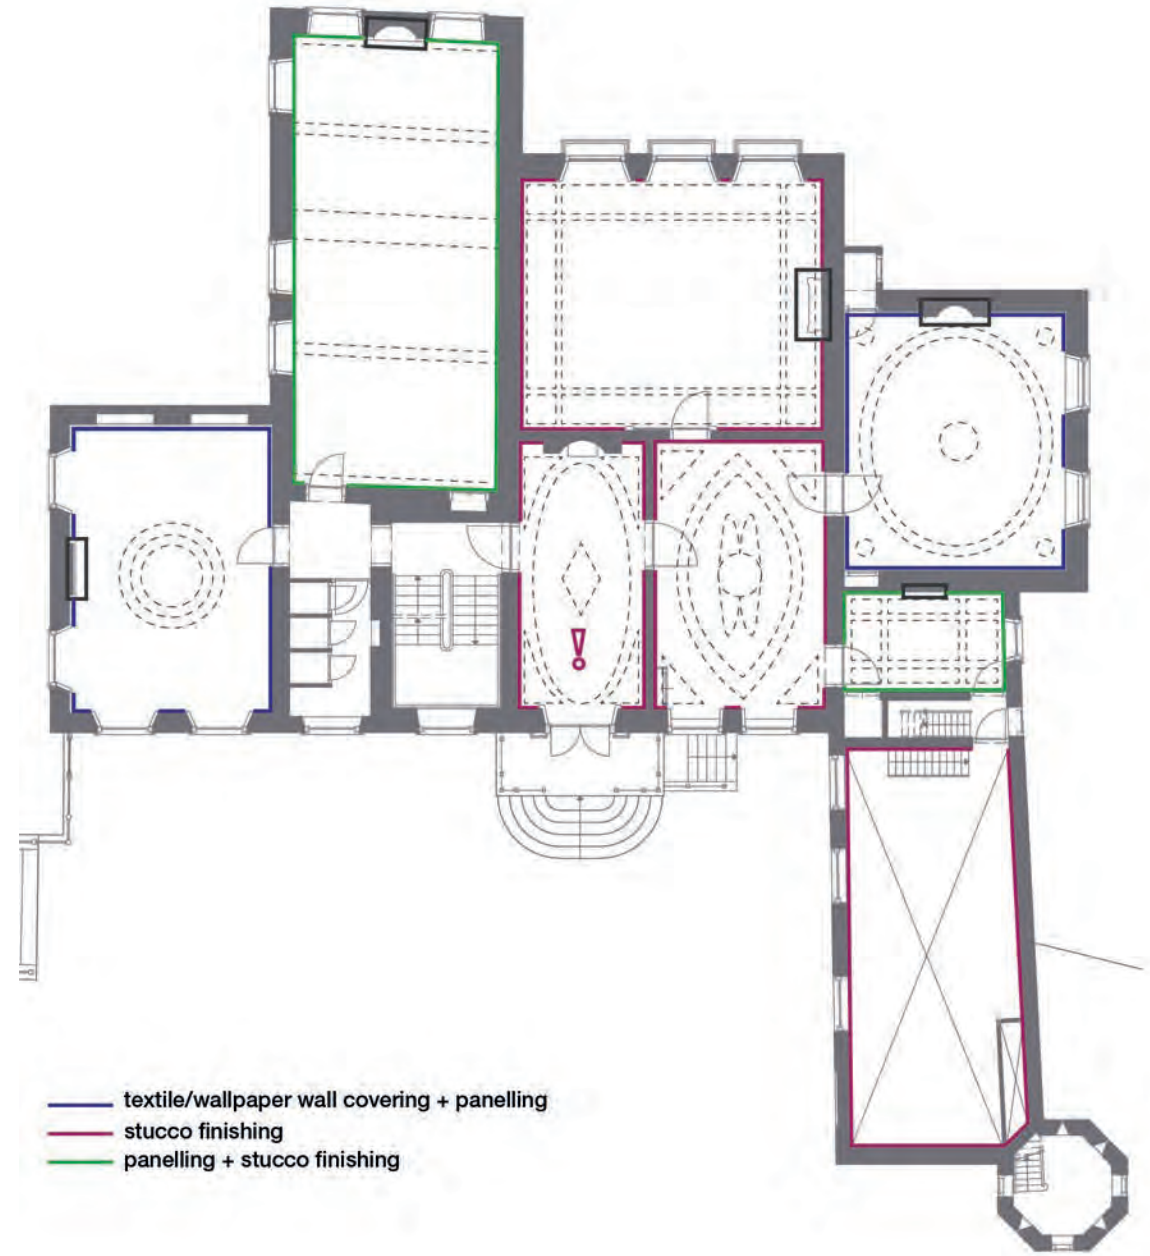 !
textile/wallpaper wall covering + panelling
stucco finishing
panelling + stucco finishing